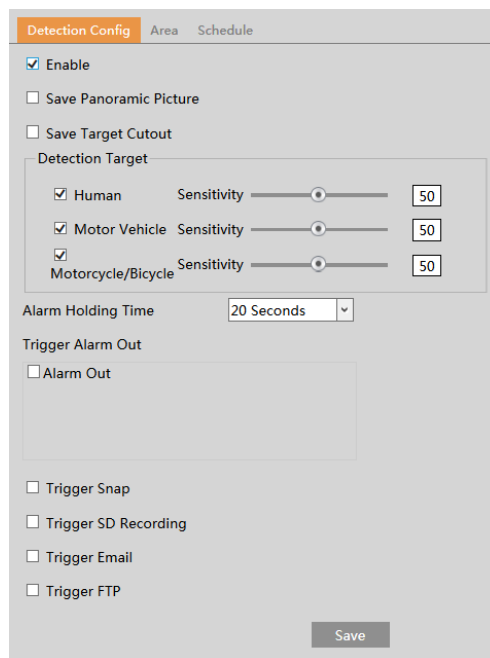 Detection Config Area Schedule
Enable
Save Panoramic Picture
Save Target Cutout
Detection Target
Human Sensitivity 50
Motor Vehicle Sensitivity 50
Motorcycle/Bicycle Sensitivity 50
Alarm Holding Time 20 Seconds
Trigger Alarm Out
Alarm Out
Trigger Snap
Trigger SD Recording
Trigger Email
Trigger FTP
Save